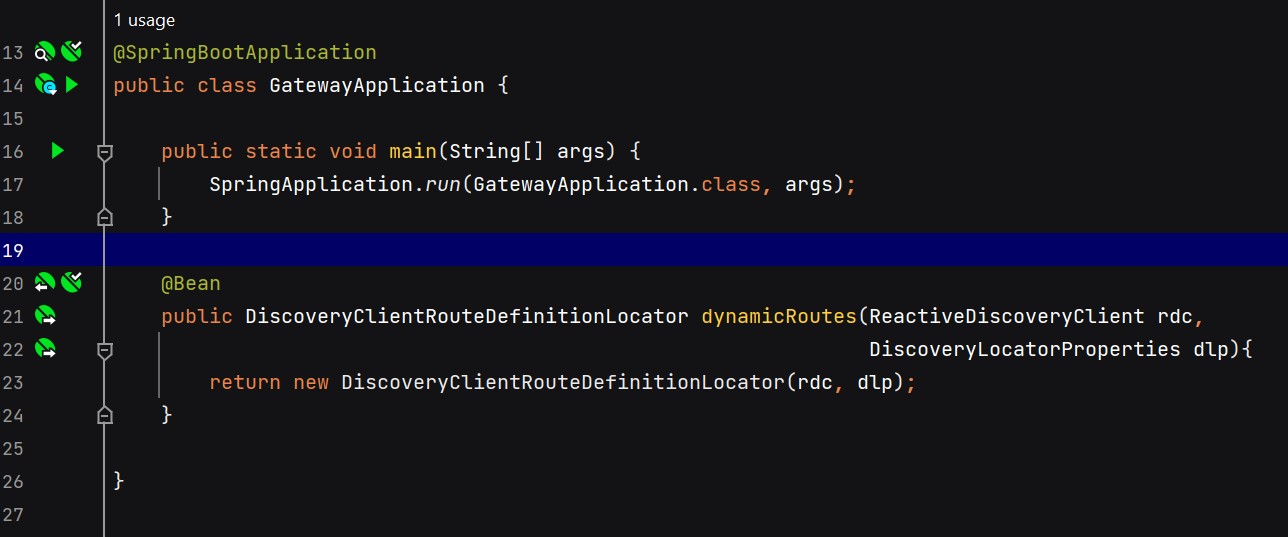 1 usage
13 @SpringBootApplication
14 public class GatewayApplication {
15
16 public static void main(String[] args) {
17 SpringApplication.run(GatewayApplication.class, args);
18 }
19
20 @Bean
21 public DiscoveryClientRouteDefinitionLocator dynamicRoutes(ReactiveDiscoveryClient rdc,
22 DiscoveryLocatorProperties dlp){
23 return new DiscoveryClientRouteDefinitionLocator(rdc, dlp);
24 }
25
26 }
27